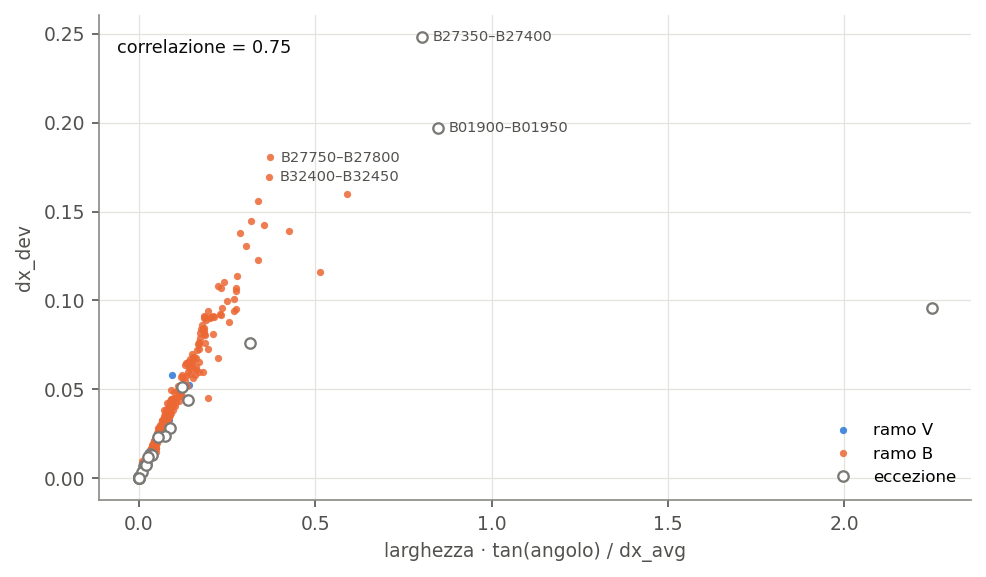 correlazione = 0.75
B27350–B27400
B01900–B01950
B27750–B27800
B32400–B32450
0.25
0.20
0.15
0.10
0.05
0.00
dx_dev
0.0
0.5
1.0
1.5
2.0
larghezza · tan(angolo) / dx_avg
ramo V
ramo B
eccezione